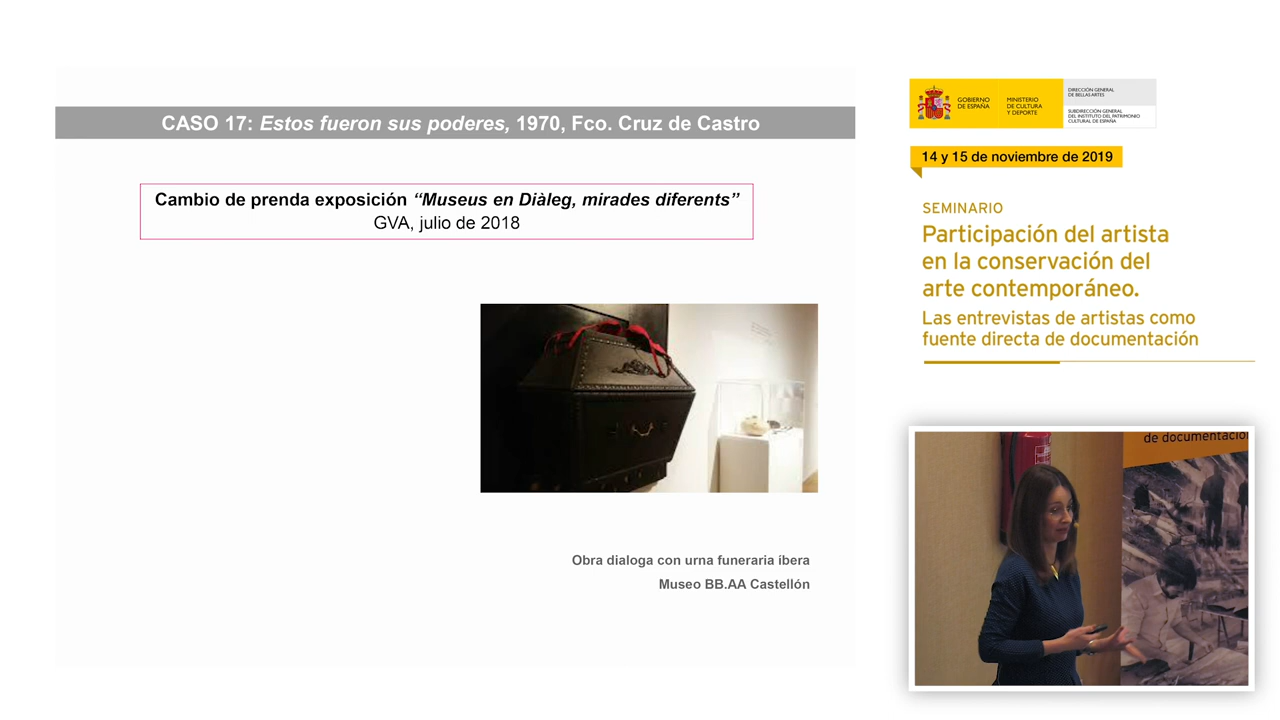 CASO 17: Estos fueron sus poderes, 1970, Fco. Cruz de Castro
Cambio de prenda exposición “Museus en Diàleg, mirades diferents”
GVA, julio de 2018
Obra dialoga con urna funeraria íbera
Museo BB.AA Castellón
GOBIERNO
DE ESPAÑA
MINISTERIO
DE CULTURA
Y DEPORTE
DIRECCIÓN GENERAL
DE BELLAS ARTES
SUBDIRECCIÓN GENERAL
DEL INSTITUTO DEL PATRIMONIO
CULTURAL DE ESPAÑA
14 y 15 de noviembre de 2019
SEMINARIO
Participación del artista
en la conservación del
arte contemporáneo.
Las entrevistas de artistas como
fuente directa de documentación
de documentación